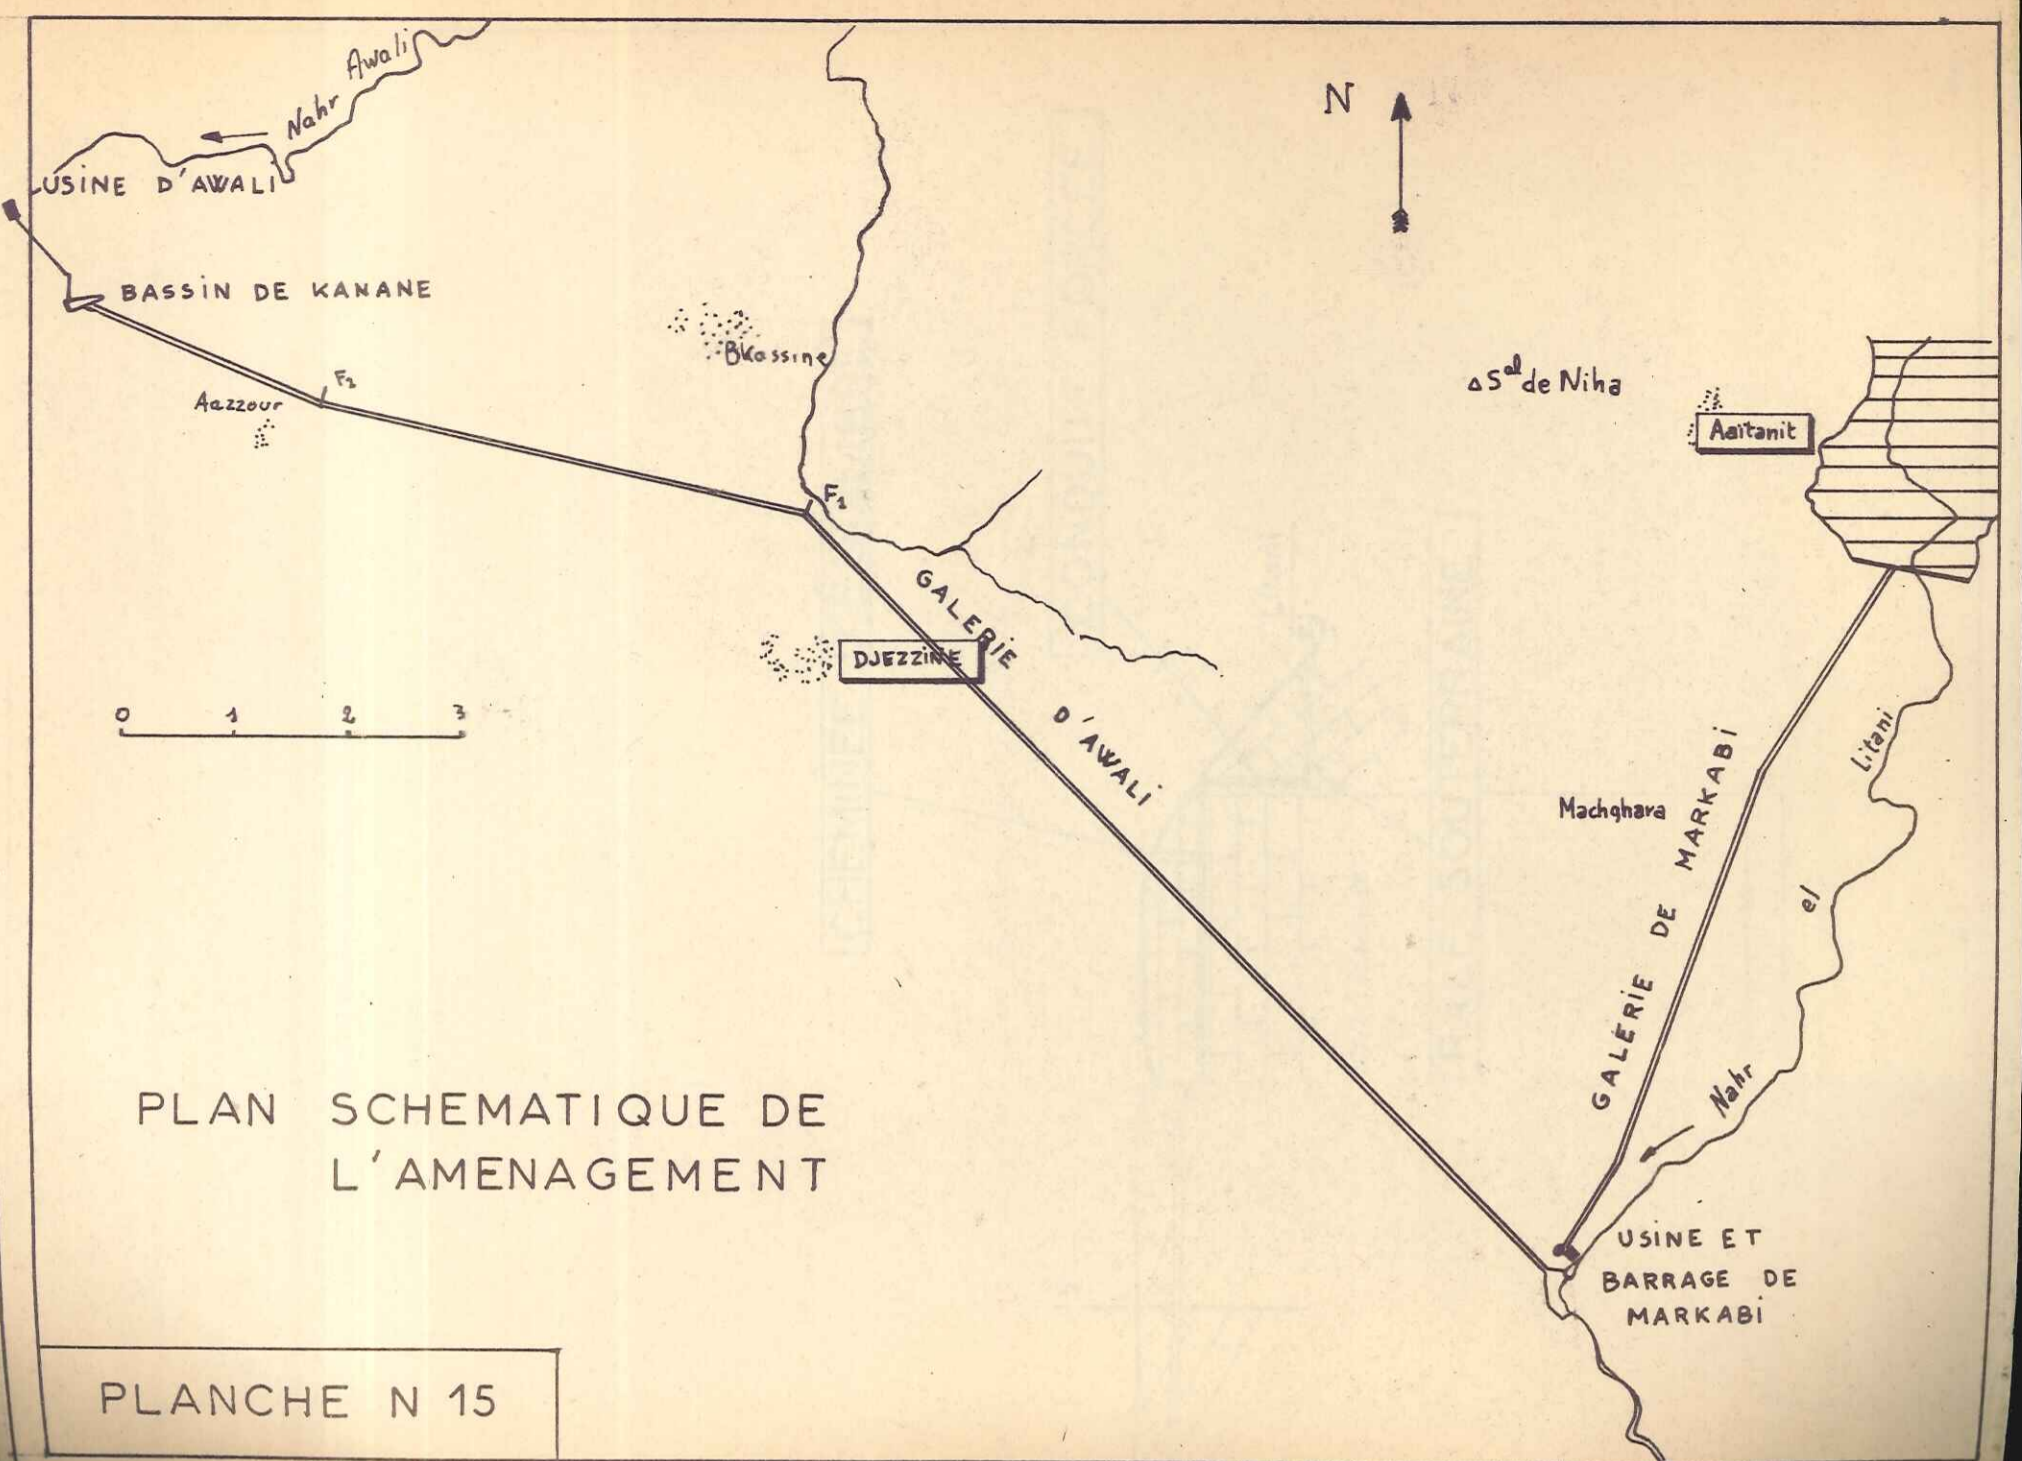 Nahr Awali
USINE D'AWALI
N
BASSIN DE KANANE
Bkassine
Aazzour
F2
F1
Sal de Niha
Aaïtanit
GALERIE D'AWALI
DJEZZINE
0 1 2 3
Machghara
GALERIE DE MARKABI
Nahr el Litani
PLAN SCHEMATIQUE DE
L'AMENAGEMENT
USINE ET
BARRAGE DE
MARKABI
PLANCHE N 15